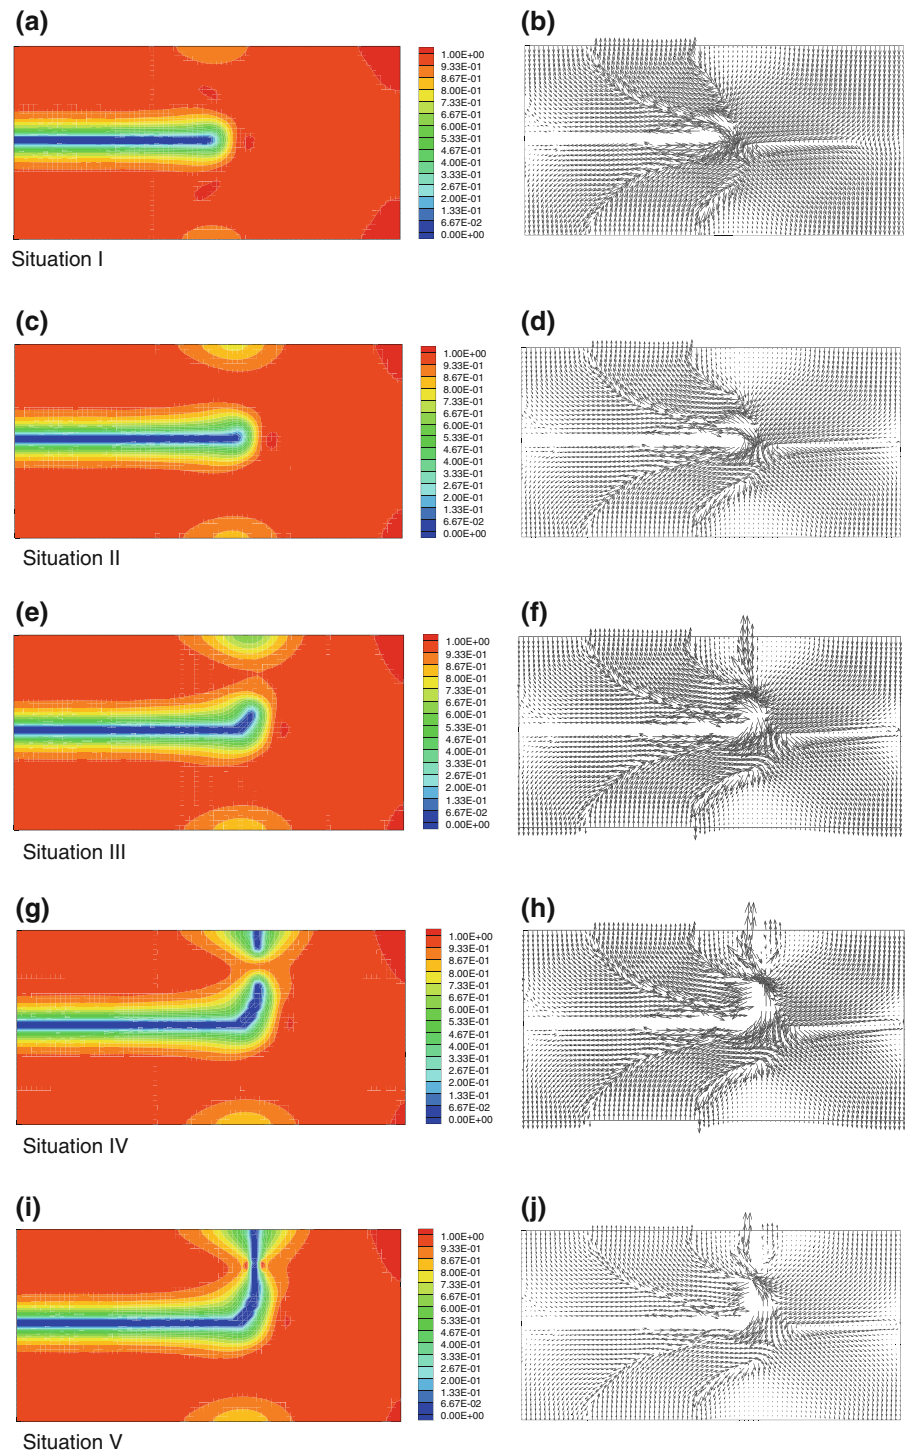 (a)
(b)
1.00E+00
9.33E-01
8.67E-01
8.00E-01
7.33E-01
6.67E-01
6.00E-01
5.33E-01
4.67E-01
4.00E-01
3.33E-01
2.67E-01
2.00E-01
1.33E-01
6.67E-02
0.00E+00
Situation I
(c)
(d)
1.00E+00
9.33E-01
8.67E-01
8.00E-01
7.33E-01
6.67E-01
6.00E-01
5.33E-01
4.67E-01
4.00E-01
3.33E-01
2.67E-01
2.00E-01
1.33E-01
6.67E-02
0.00E+00
Situation II
(e)
(f)
1.00E+00
9.33E-01
8.67E-01
8.00E-01
7.33E-01
6.67E-01
6.00E-01
5.33E-01
4.67E-01
4.00E-01
3.33E-01
2.67E-01
2.00E-01
1.33E-01
6.67E-02
0.00E+00
Situation III
(g)
(h)
1.00E+00
9.33E-01
8.67E-01
8.00E-01
7.33E-01
6.67E-01
6.00E-01
5.33E-01
4.67E-01
4.00E-01
3.33E-01
2.67E-01
2.00E-01
1.33E-01
6.67E-02
0.00E+00
Situation IV
(i)
(j)
1.00E+00
9.33E-01
8.67E-01
8.00E-01
7.33E-01
6.67E-01
6.00E-01
5.33E-01
4.67E-01
4.00E-01
3.33E-01
2.67E-01
2.00E-01
1.33E-01
6.67E-02
0.00E+00
Situation V